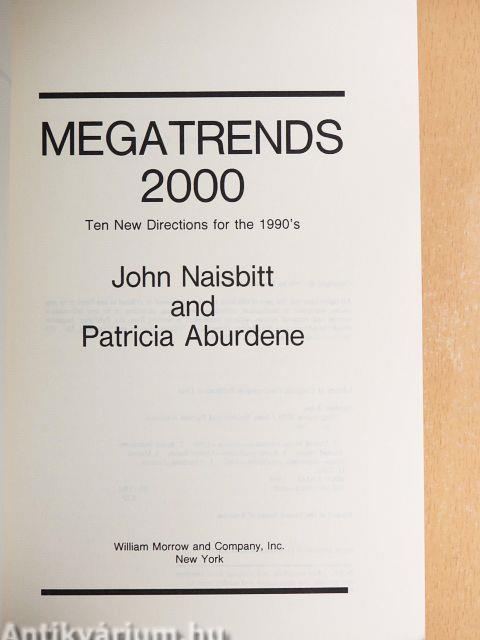 MEGATRENDS
2000
Ten New Directions for the 1990's
John Naisbitt
and
Patricia Aburdene
William Morrow and Company, Inc.
New York
Antikvárium.hu